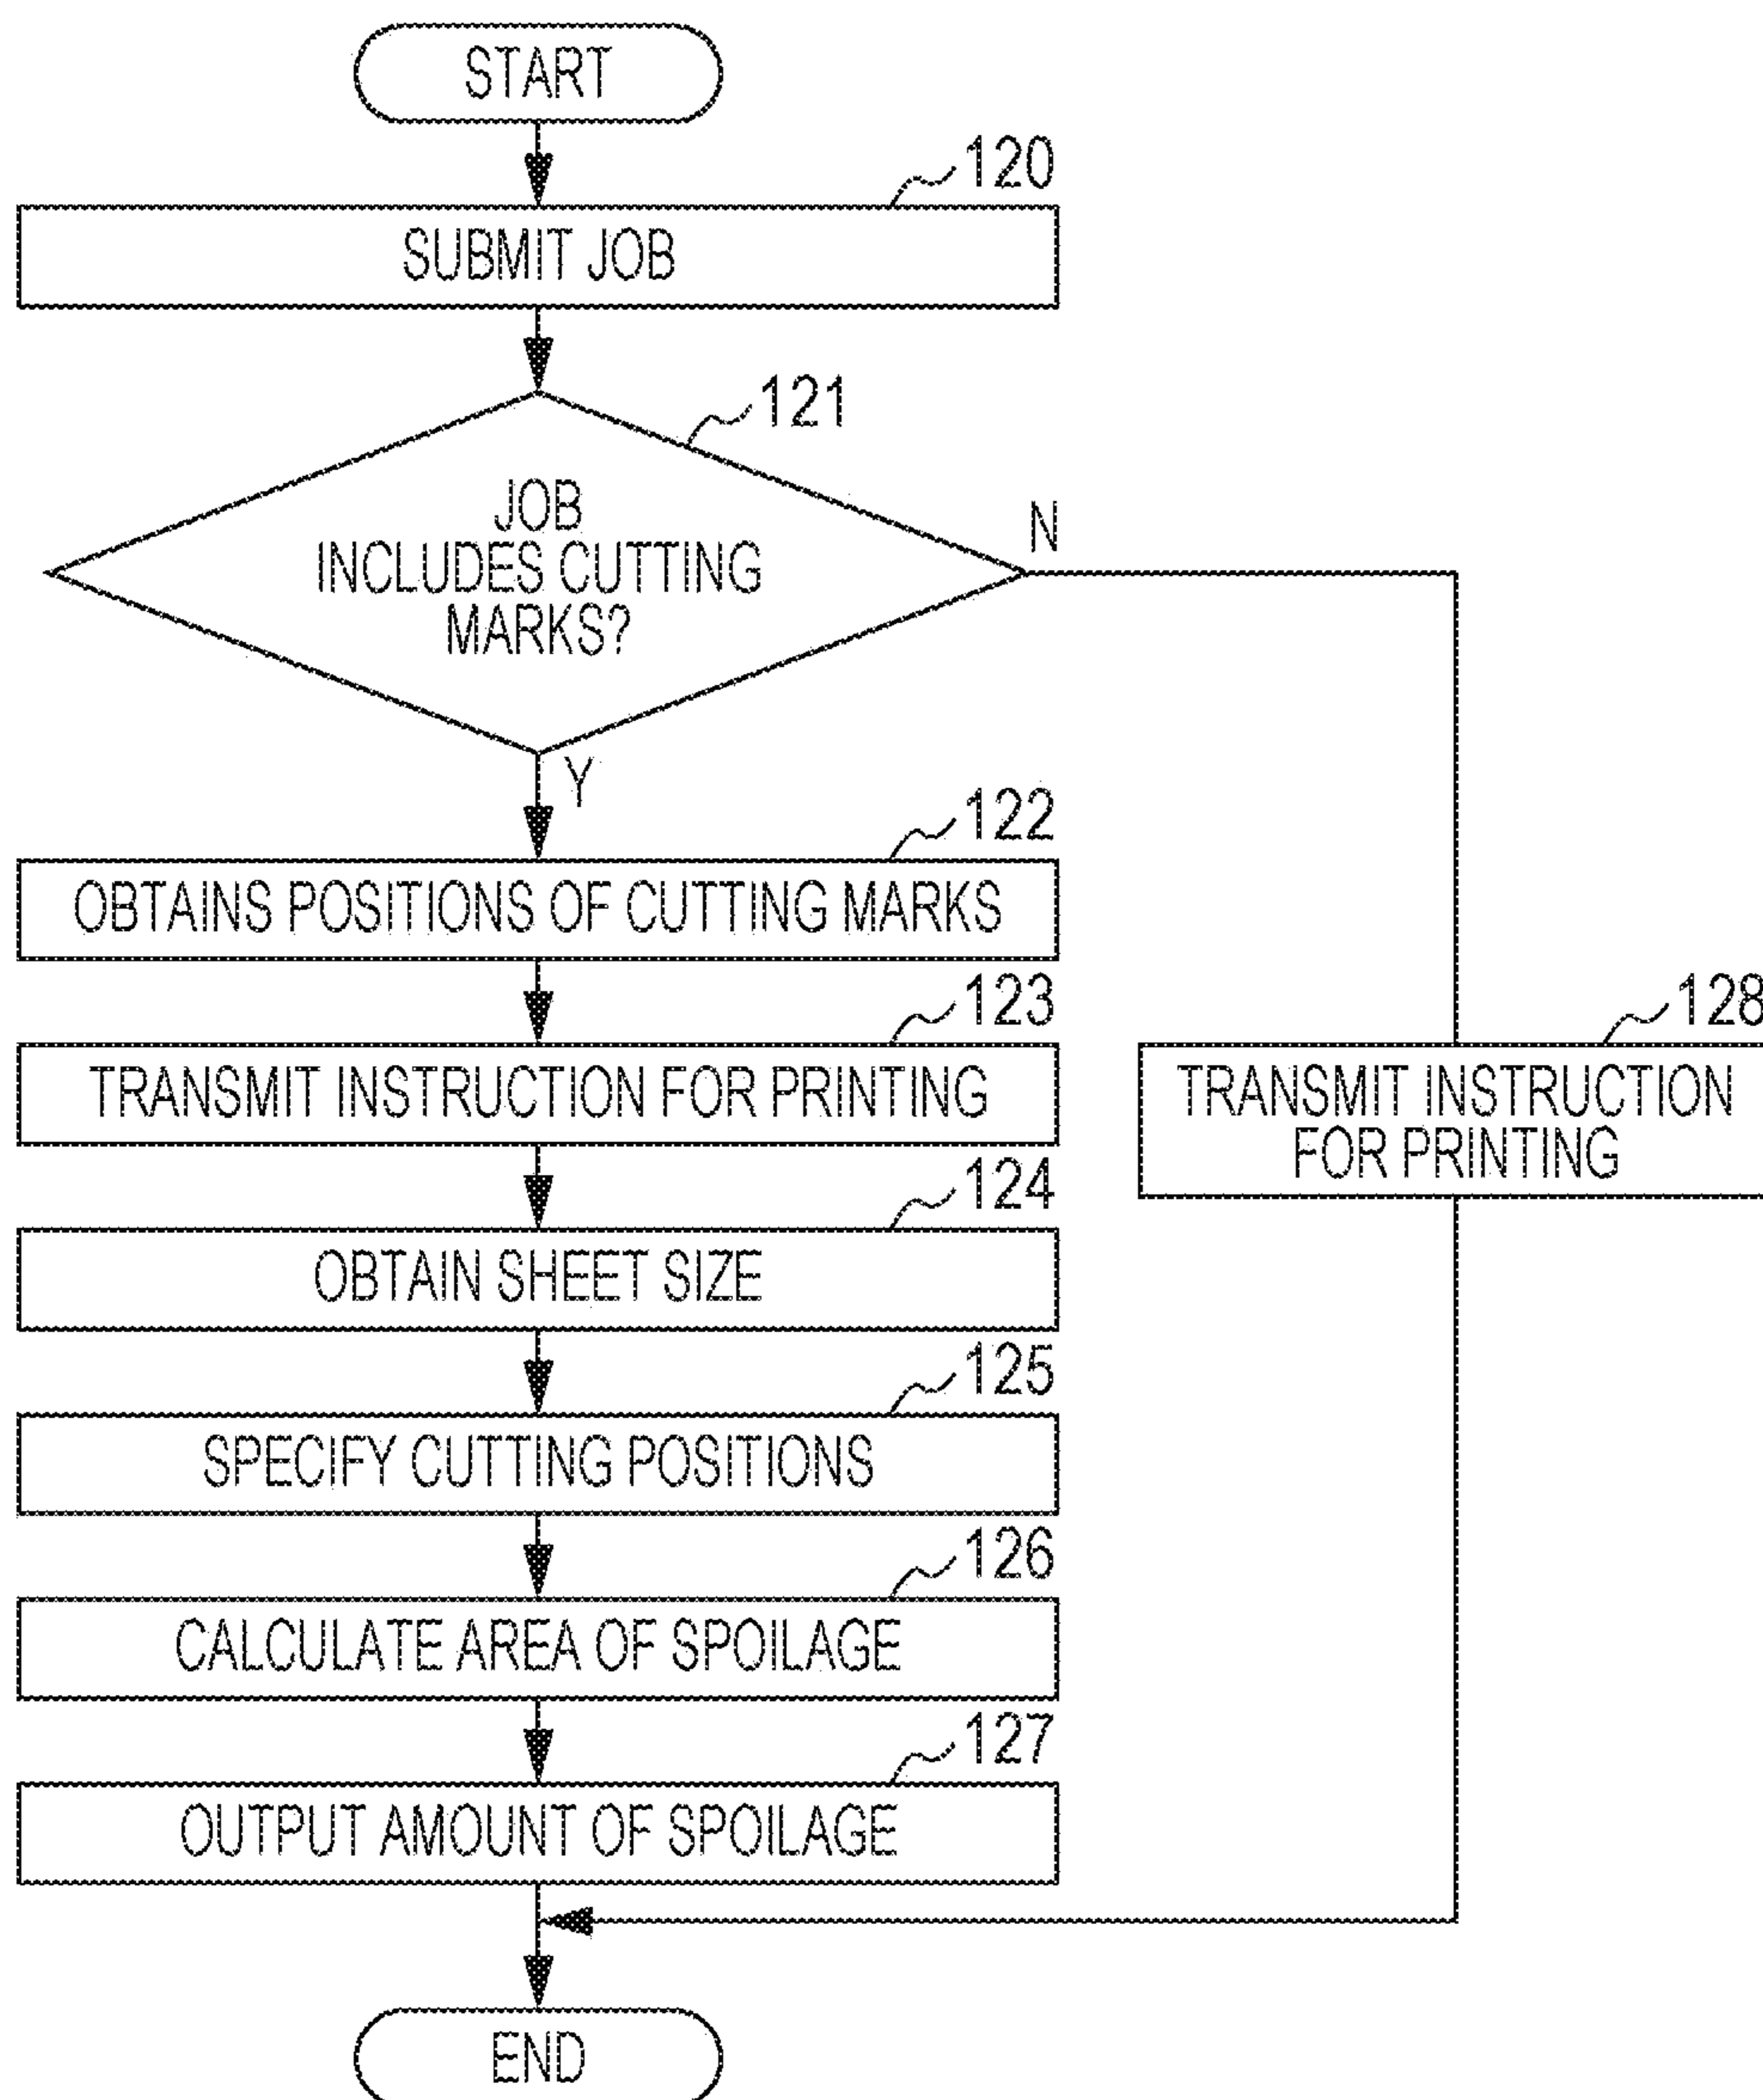 START
120
SUBMIT JOB
121
JOB
INCLUDES CUTTING
MARKS?
N
Y
122
OBTAINS POSITIONS OF CUTTING MARKS
123
TRANSMIT INSTRUCTION FOR PRINTING
128
TRANSMIT INSTRUCTION
FOR PRINTING
124
OBTAIN SHEET SIZE
125
SPECIFY CUTTING POSITIONS
126
CALCULATE AREA OF SPOILAGE
127
OUTPUT AMOUNT OF SPOILAGE
END